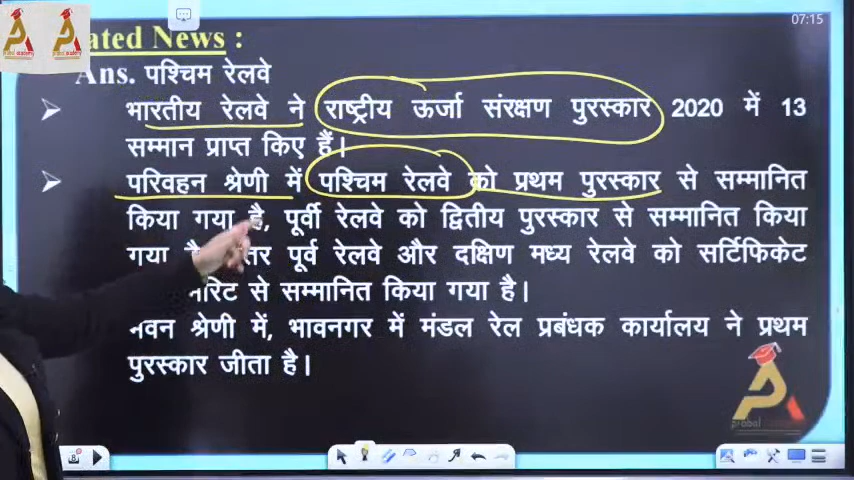 07:15
ated News :
Ans. पश्चिम रेलवे
भारतीय रेलवे ने राष्ट्रीय ऊर्जा संरक्षण पुरस्कार 2020 में 13
सम्मान प्राप्त किए हैं।
परिवहन श्रेणी में पश्चिम रेलवे को प्रथम पुरस्कार से सम्मानित
किया गया है, पूर्वी रेलवे को द्वितीय पुरस्कार से सम्मानित किया
गया पूर्व रेलवे और दक्षिण मध्य रेलवे को सर्टिफिकेट
से सम्मानित किया गया है।
श्रेणी में, भावनगर में मंडल रेल प्रबंधक कार्यालय ने प्रथम
पुरस्कार जीता है।